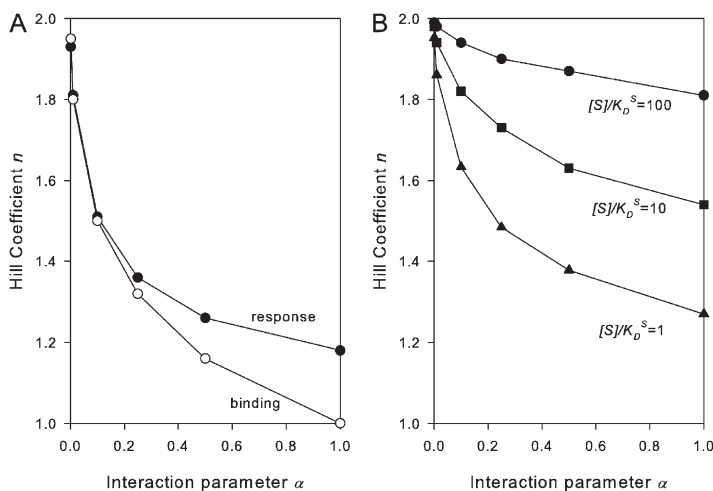 A
2.0
1.8
1.6
1.4
1.2
1.0
Hill Coefficient n
response
binding
0.0 0.2 0.4 0.6 0.8 1.0
Interaction parameter α
B
2.0
1.8
1.6
1.4
1.2
1.0
Hill Coefficient n
[S]/K_D^S=100
[S]/K_D^S=10
[S]/K_D^S=1
0.0 0.2 0.4 0.6 0.8 1.0
Interaction parameter α